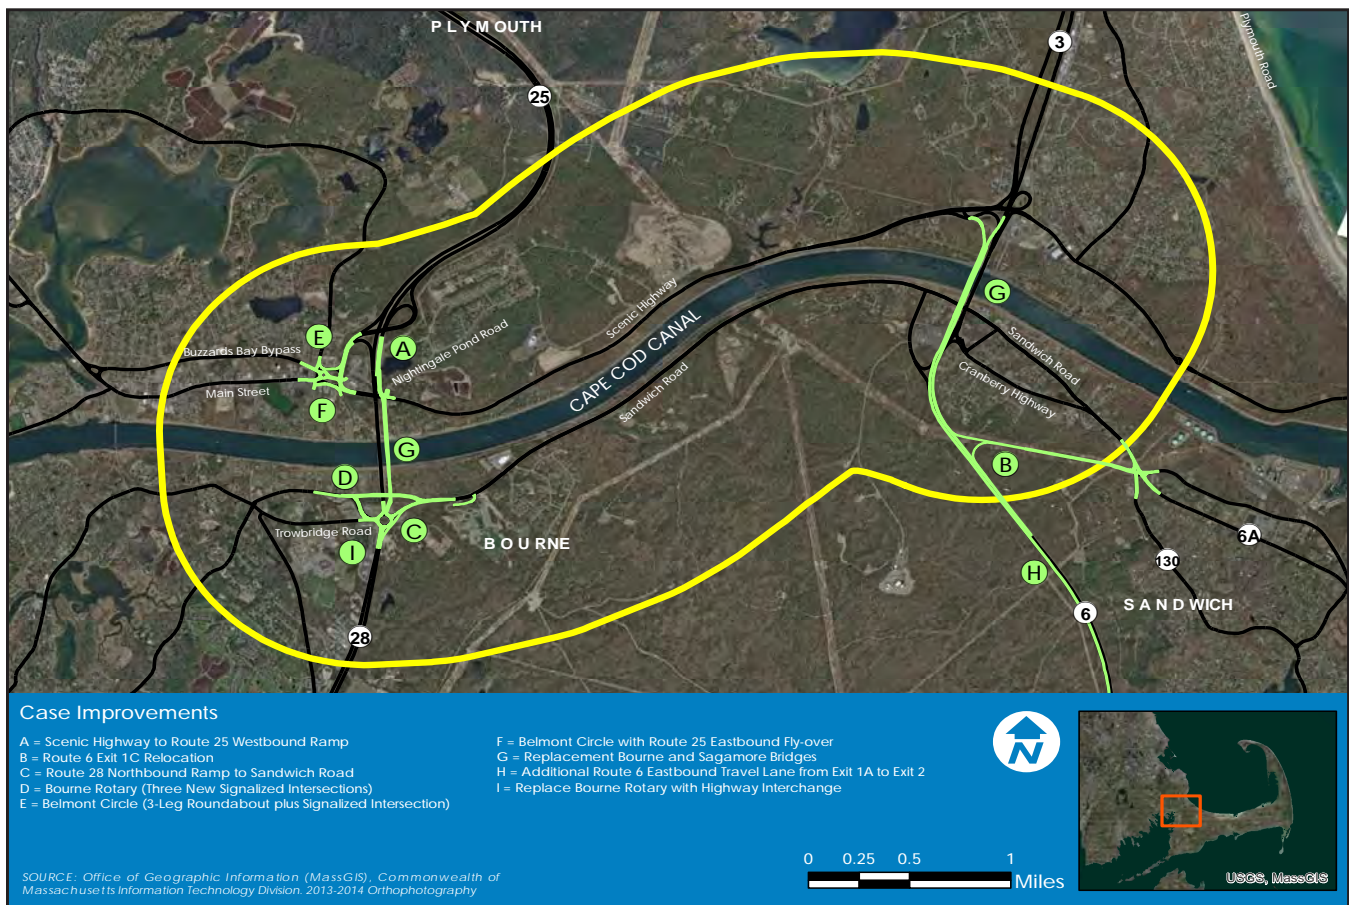 PLYMOUTH
3
Plymouth Road
25
E
Buzzards Bay Bypass
A
Nightingale Pond Road
Main Street
F
Scenic Highway
CAPE COD CANAL
Sandwich Road
G
Sandwich Road
Cranberry Highway
G
D
B
Trowbridge Road
C
I
BOURNE
H
6A
130
SANDWICH
6
28
Case Improvements
A = Scenic Highway to Route 25 Westbound Ramp
B = Route 6 Exit 1C Relocation
C = Route 28 Northbound Ramp to Sandwich Road
D = Bourne Rotary (Three New Signalized Intersections)
E = Belmont Circle (3-Leg Roundabout plus Signalized Intersection)
F = Belmont Circle with Route 25 Eastbound Fly-over
G = Replacement Bourne and Sagamore Bridges
H = Additional Route 6 Eastbound Travel Lane from Exit 1A to Exit 2
I = Replace Bourne Rotary with Highway Interchange
N
0 0.25 0.5 1
Miles
USGS, MassGIS
SOURCE: Office of Geographic Information (MassGIS), Commonwealth of
Massachusetts Information Technology Division. 2013-2014 Orthophotography